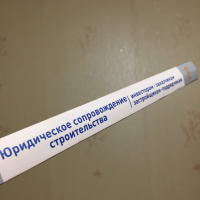 Юридическое сопровождение
строительства
инвесторам / заказчикам
застройщикам / подрядчикам